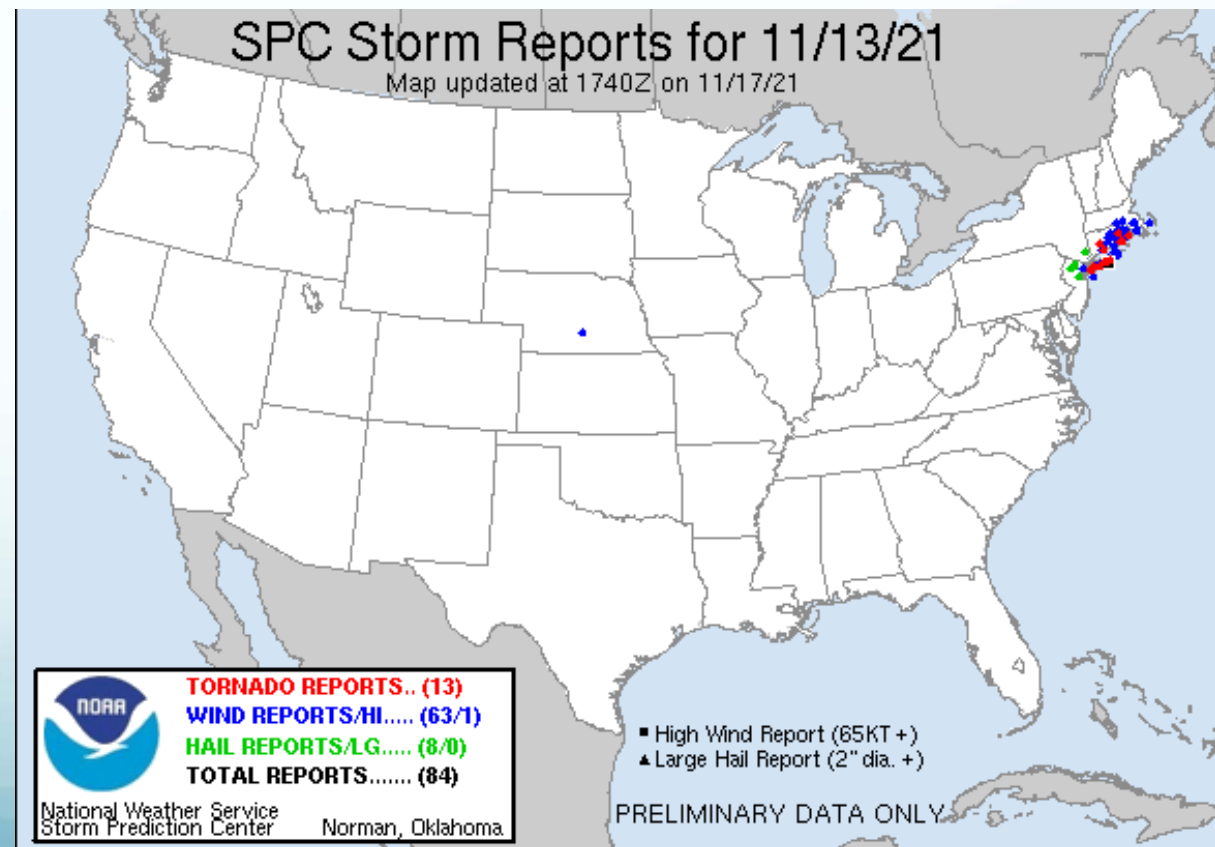 SPC Storm Reports for 11/13/21
Map updated at 1740Z on 11/17/21
NOAA
TORNADO REPORTS.. (13)
WIND REPORTS/HI..... (63/1)
HAIL REPORTS/LG..... (8/0)
TOTAL REPORTS....... (84)
National Weather Service
Storm Prediction Center Norman, Oklahoma
High Wind Report (65KT +)
Large Hail Report (2" dia. +)
PRELIMINARY DATA ONLY